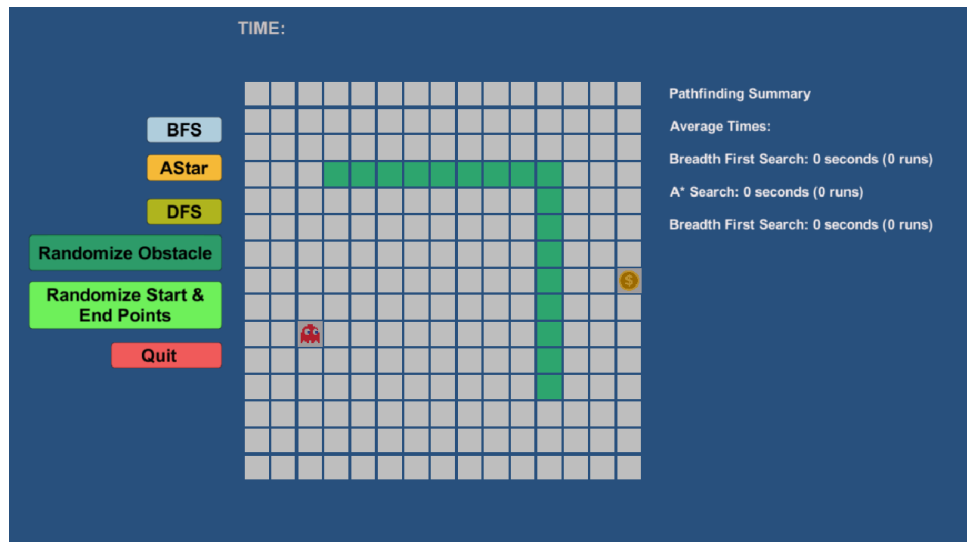 TIME:
BFS
AStar
DFS
Randomize Obstacle
Randomize Start &
End Points
Quit
$
Pathfinding Summary
Average Times:
Breadth First Search: 0 seconds (0 runs)
A* Search: 0 seconds (0 runs)
Breadth First Search: 0 seconds (0 runs)